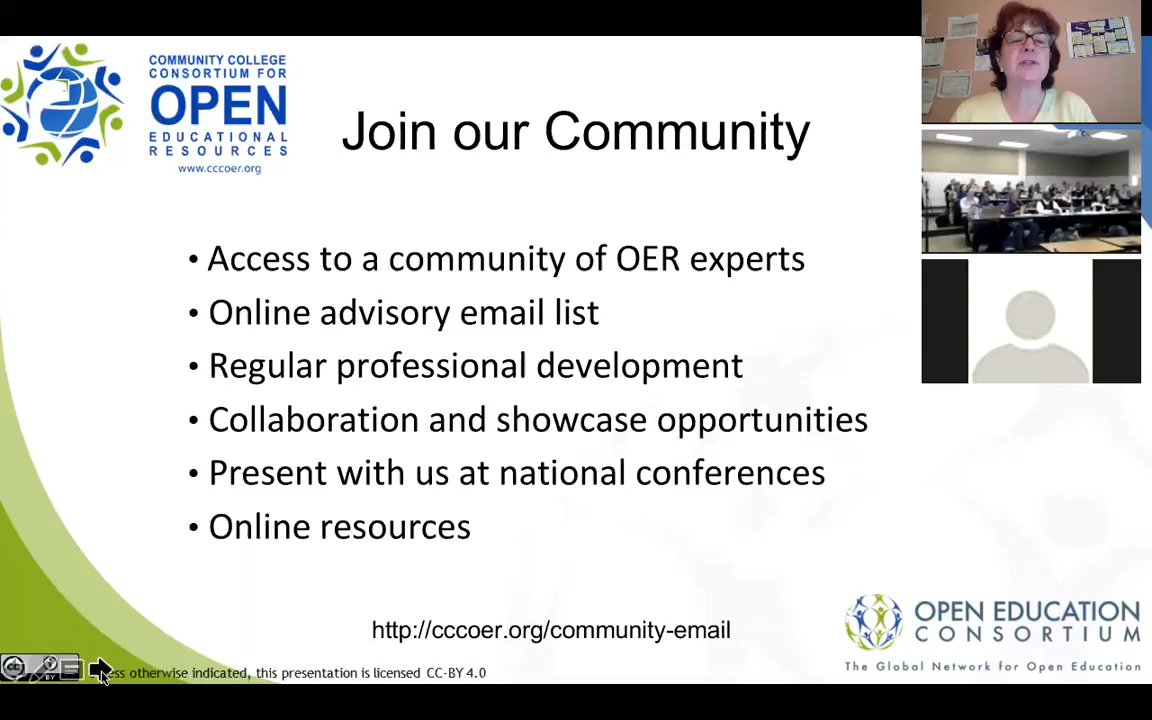 COMMUNITY COLLEGE
CONSORTIUM FOR
OPEN
EDUCATIONAL
RESOURCES
www.cccoer.org
Join our Community
• Access to a community of OER experts
• Online advisory email list
• Regular professional development
• Collaboration and showcase opportunities
• Present with us at national conferences
• Online resources
http://cccoer.org/community-email
OPEN EDUCATION
CONSORTIUM
The Global Network for Open Education
cc
BY
otherwise indicated, this presentation is licensed CC-BY 4.0